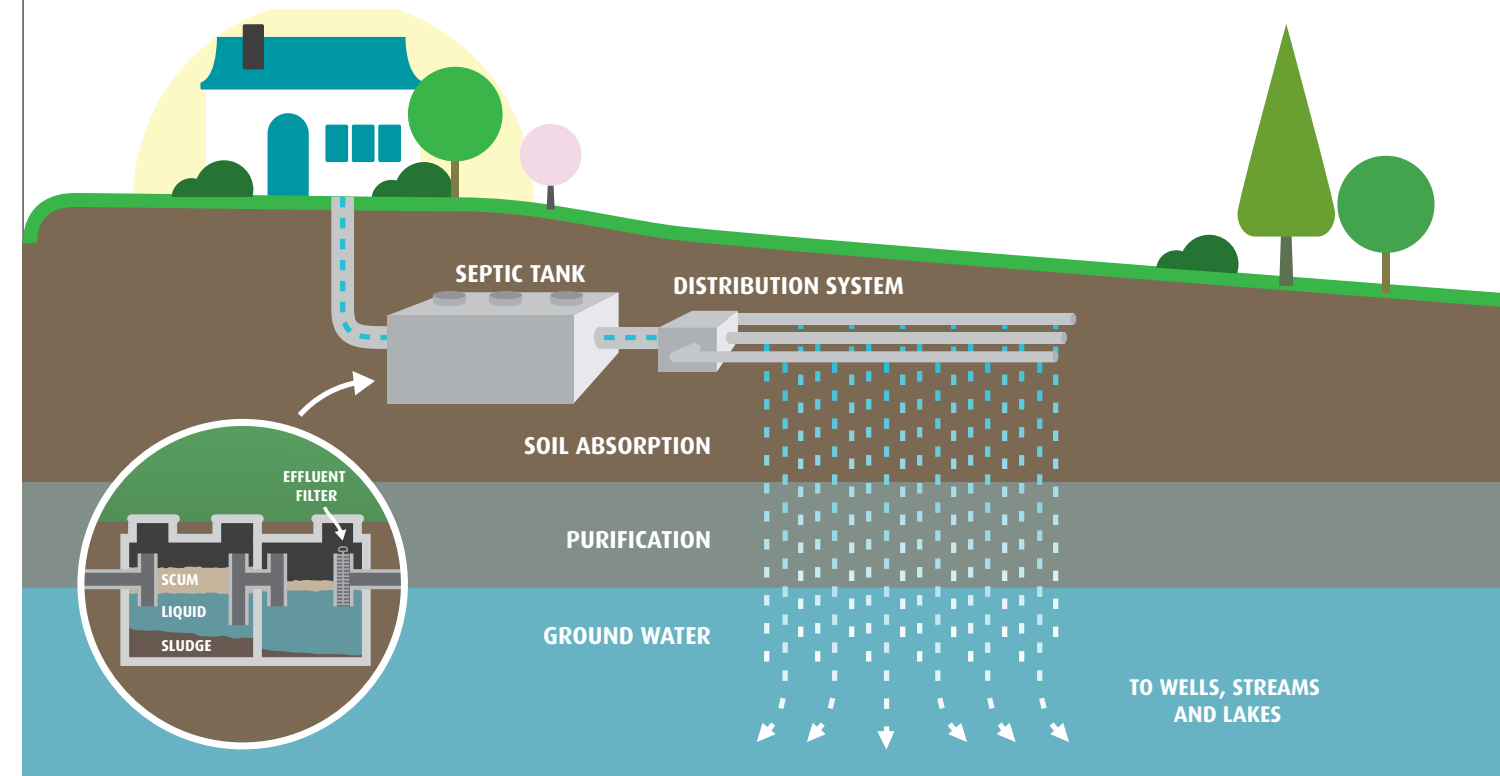 SEPTIC TANK
DISTRIBUTION SYSTEM
SOIL ABSORPTION
EFFLUENT
FILTER
PURIFICATION
SCUM
LIQUID
SLUDGE
GROUND WATER
TO WELLS, STREAMS
AND LAKES